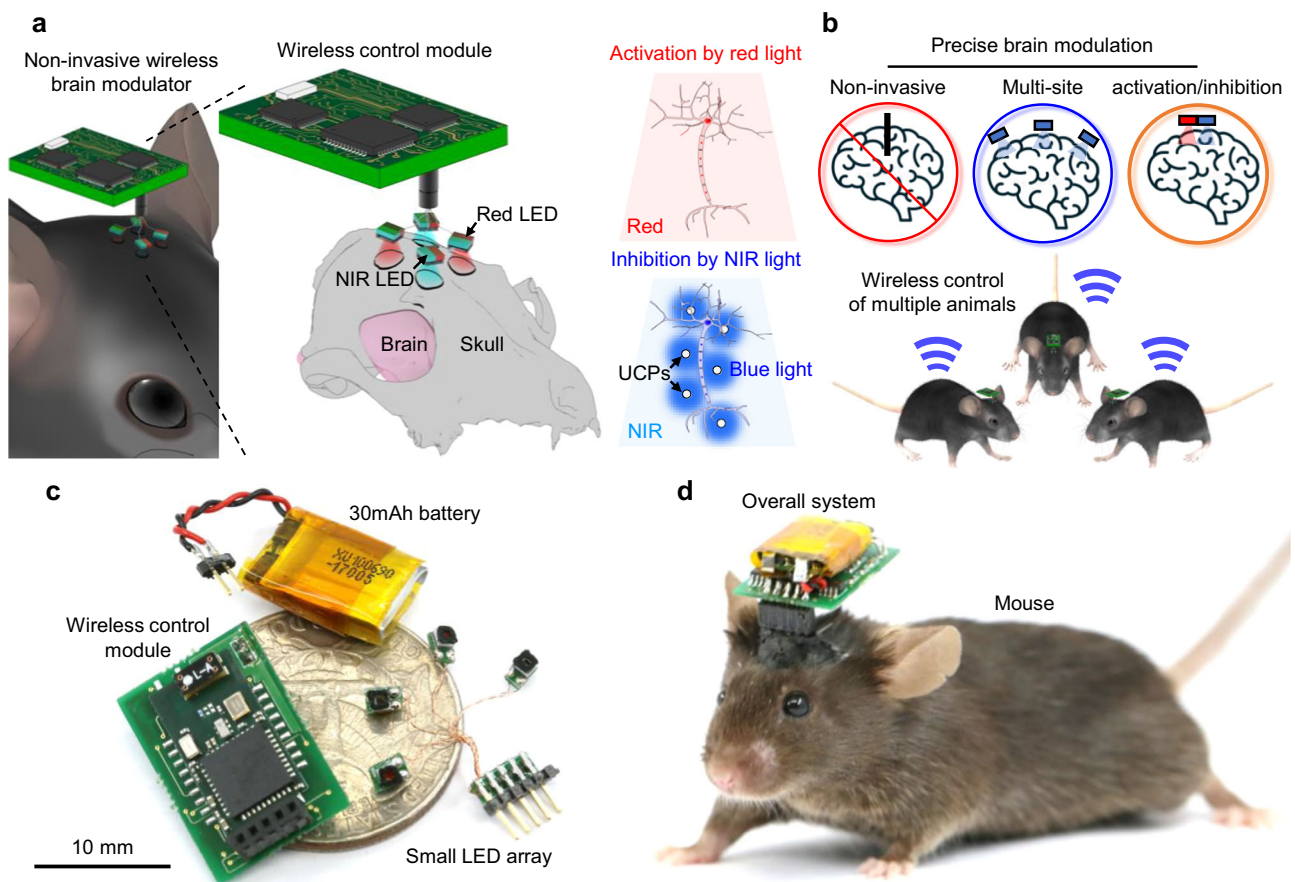 a
Non-invasive wireless
brain modulator
Wireless control module
Red LED
NIR LED
Brain
Skull
Activation by red light
Red
Inhibition by NIR light
UCPs
Blue light
NIR
b
Precise brain modulation
Non-invasive
Multi-site
activation/inhibition
Wireless control
of multiple animals
c
30mAh battery
XU100690
-17005
Wireless control
module
L-A
10 mm
Small LED array
d
Overall system
Mouse